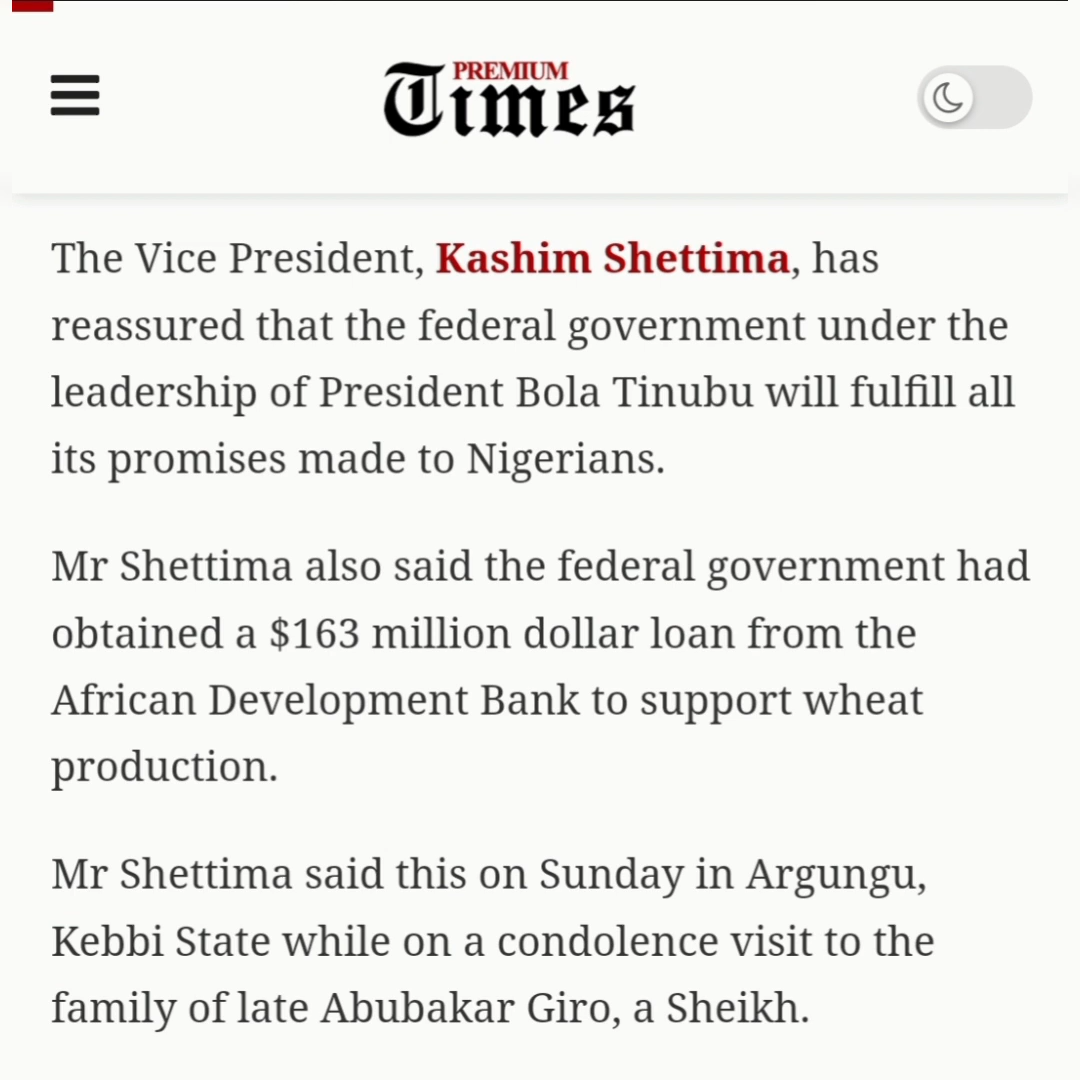 PREMIUM
Times
The Vice President, Kashim Shettima, has
reassured that the federal government under the
leadership of President Bola Tinubu will fulfill all
its promises made to Nigerians.
Mr Shettima also said the federal government had
obtained a $163 million dollar loan from the
African Development Bank to support wheat
production.
Mr Shettima said this on Sunday in Argungu,
Kebbi State while on a condolence visit to the
family of late Abubakar Giro, a Sheikh.